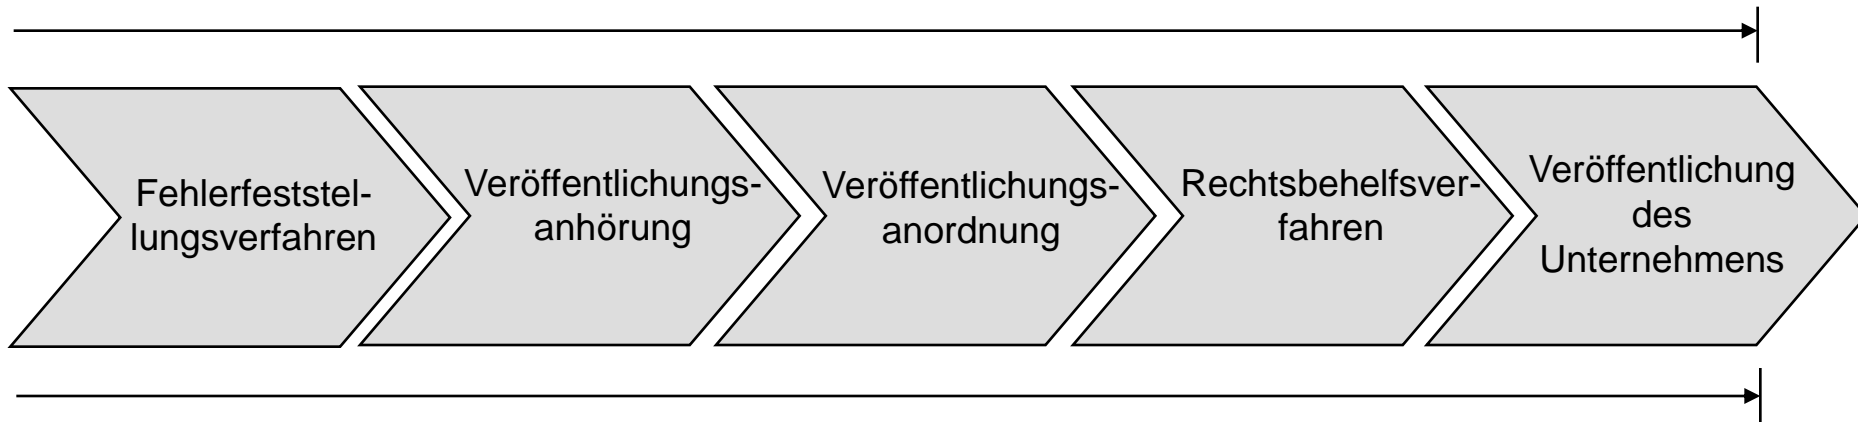 Fehlerfeststel-
lungsverfahren
Veröffentlichungs-
anhörung
Veröffentlichungs-
anordnung
Rechtsbehelfsver-
fahren
Veröffentlichung
des
Unternehmens